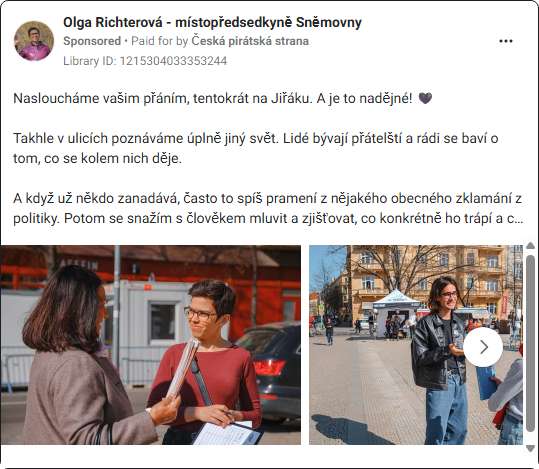 Olga Richterová - místopředsedkyně Sněmovny
Sponsored • Paid for by Česká pirátská strana
Library ID: 1215304033353244
Nasloucháme vašim přáním, tentokrát na Jiřáku. A je to nadějné! 🖤
Takhle v ulicích poznáváme úplně jiný svět. Lidé bývají přátelští a rádi se baví o
tom, co se kolem nich děje.
A když už někdo zanadává, často to spíš pramení z nějakého obecného zklamání z
politiky. Potom se snažím s člověkem mluvit a zjišťovat, co konkrétně ho trápí a c...